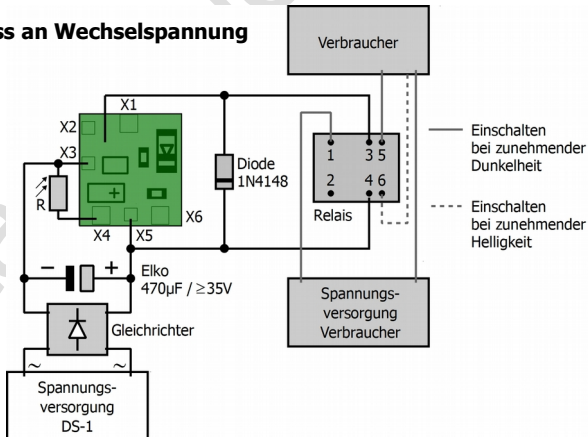 ss an Wechselspannung
Verbraucher
X1
X2
X3
X4
X5
X6
R
+
Diode
1N4148
1
3
5
2
4
6
Relais
Einschalten
bei zunehmender
Dunkelheit
Einschalten
bei zunehmender
Helligkeit
−
+
Elko
470µF / ≥35V
Gleichrichter
~
~
Spannungs-
versorgung
DS-1
Spannungs-
versorgung
Verbraucher